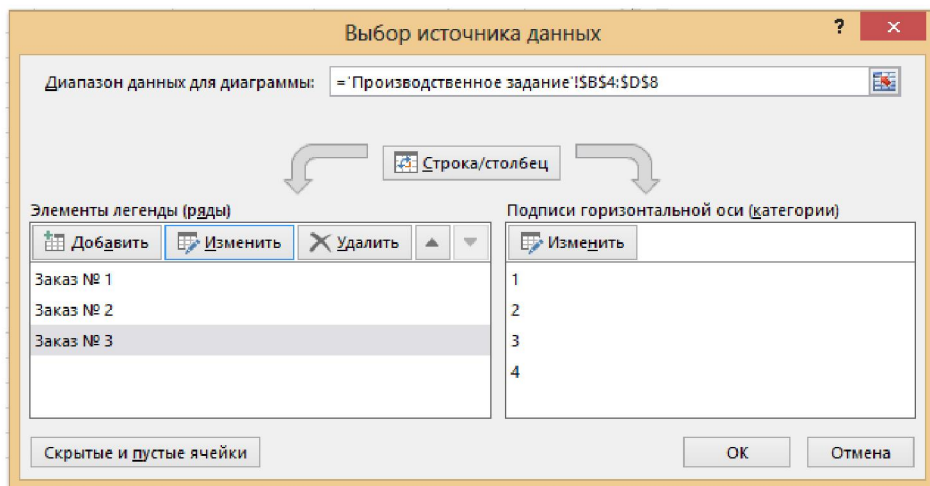 Выбор источника данных
?
Диапазон данных для диаграммы: ='Производственное задание'!$B$4:$D$8
Строка/столбец
Элементы легенды (ряды)
Подписи горизонтальной оси (категории)
Добавить Изменить Удалить
Изменить
Заказ № 1
Заказ № 2
Заказ № 3
1
2
3
4
Скрытые и пустые ячейки
ОК Отмена